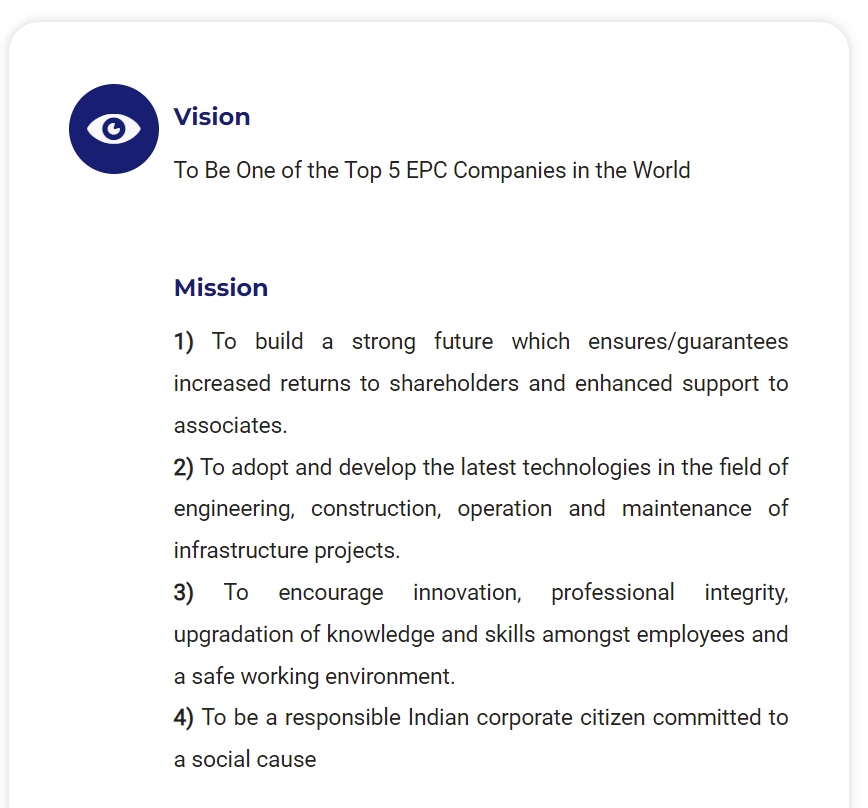 Vision
To Be One of the Top 5 EPC Companies in the World
Mission
1) To build a strong future which ensures/guarantees
increased returns to shareholders and enhanced support to
associates.
2) To adopt and develop the latest technologies in the field of
engineering, construction, operation and maintenance of
infrastructure projects.
3) To encourage innovation, professional integrity,
upgradation of knowledge and skills amongst employees and
a safe working environment.
4) To be a responsible Indian corporate citizen committed to
a social cause